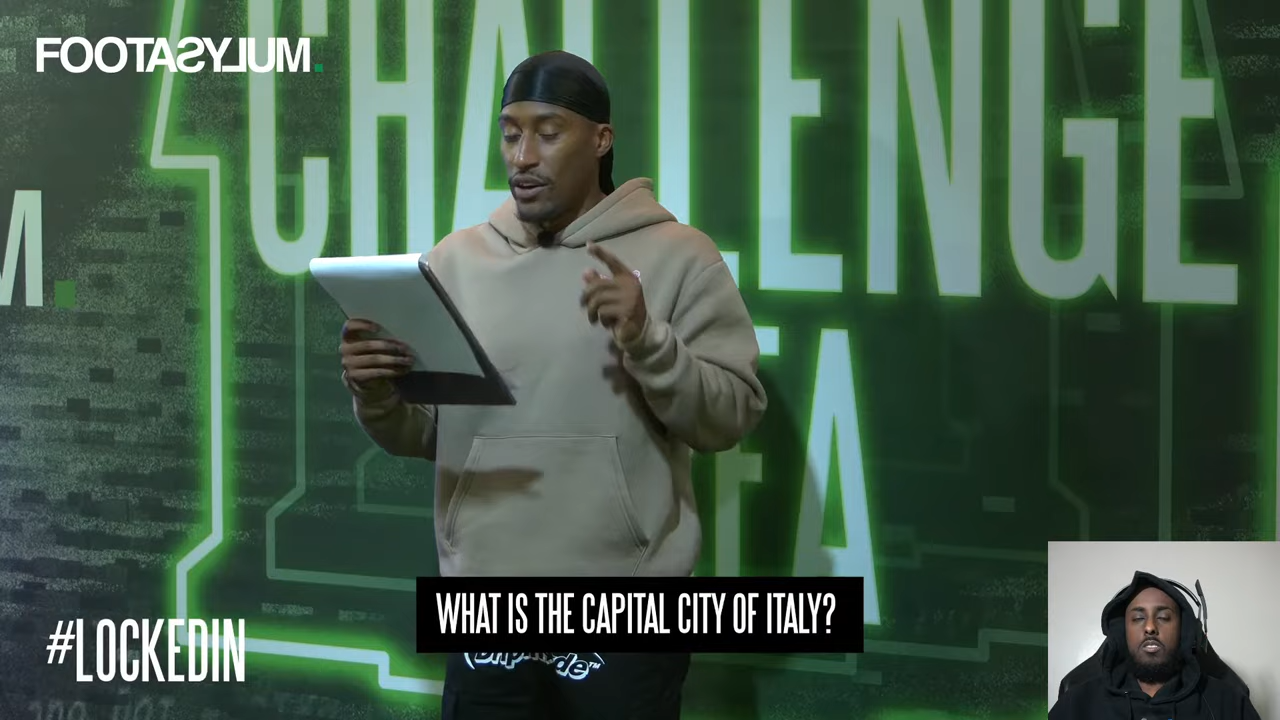 FOOTASYLUM.
CHALLENGE
M.
#LOCKEDIN
WHAT IS THE CAPITAL CITY OF ITALY?